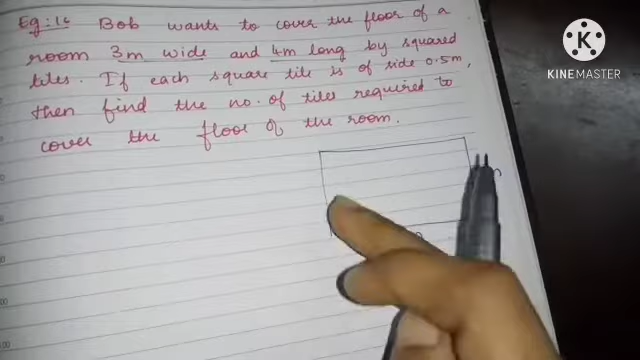 Eg:16 Bob wants to cover the floor of a
room 3m wide and 4m long by squared
tiles. If each square tile is of side 0.5m,
then find the no. of tiles required to
cover the floor of the room.
KINEMASTER